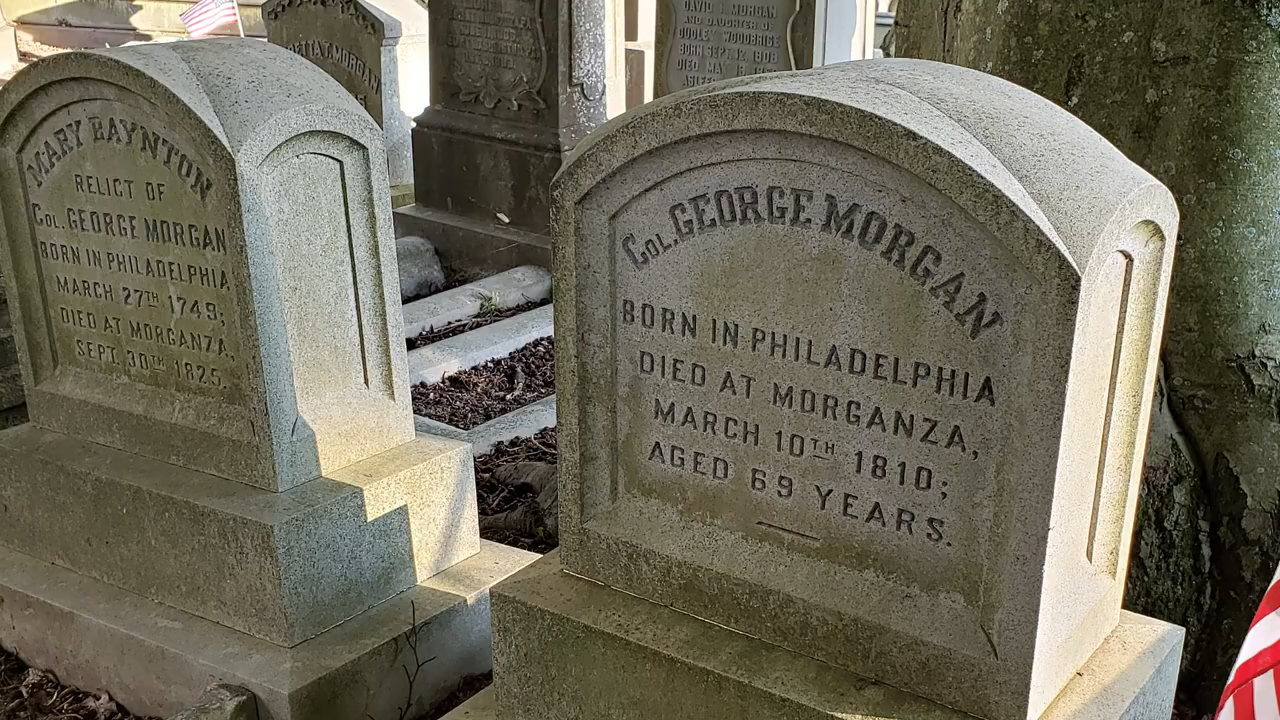 MARY BAYNTON
RELICT OF
COL. GEORGE MORGAN
BORN IN PHILADELPHIA
MARCH 27TH 1749;
DIED AT MORGANZA,
SEPT. 30TH 1825.
T. MORGAN
DAVID T. MORGAN
AND DAUGHTER OF
DUDLEY WOODBRIDGE
BORN SEPT. 12, 1808
DIED MAY
COL. GEORGE MORGAN
BORN IN PHILADELPHIA
DIED AT MORGANZA,
MARCH 10TH 1810;
AGED 69 YEARS.